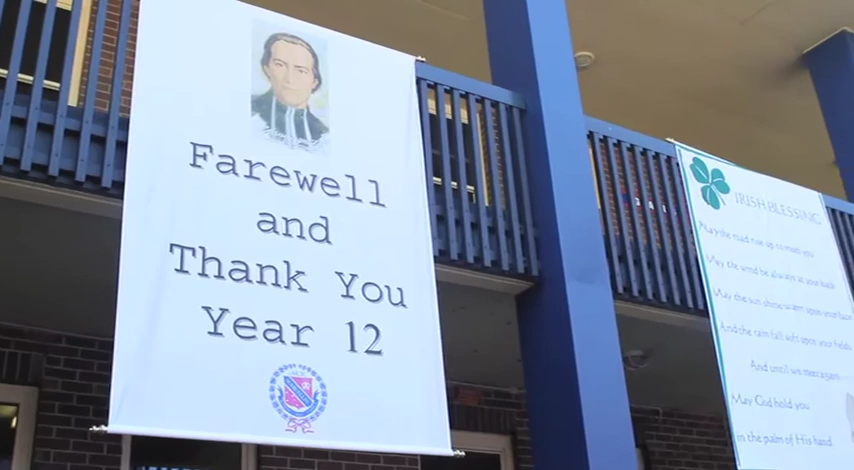 Farewell
and
Thank You
Year 12
IRISH BLESSING
May the road rise up to meet you
May the wind be always at your back
May the sun shine warm upon your face
And the rain fall soft upon your fields
And until we meet again
May God hold you
in the palm of His hand